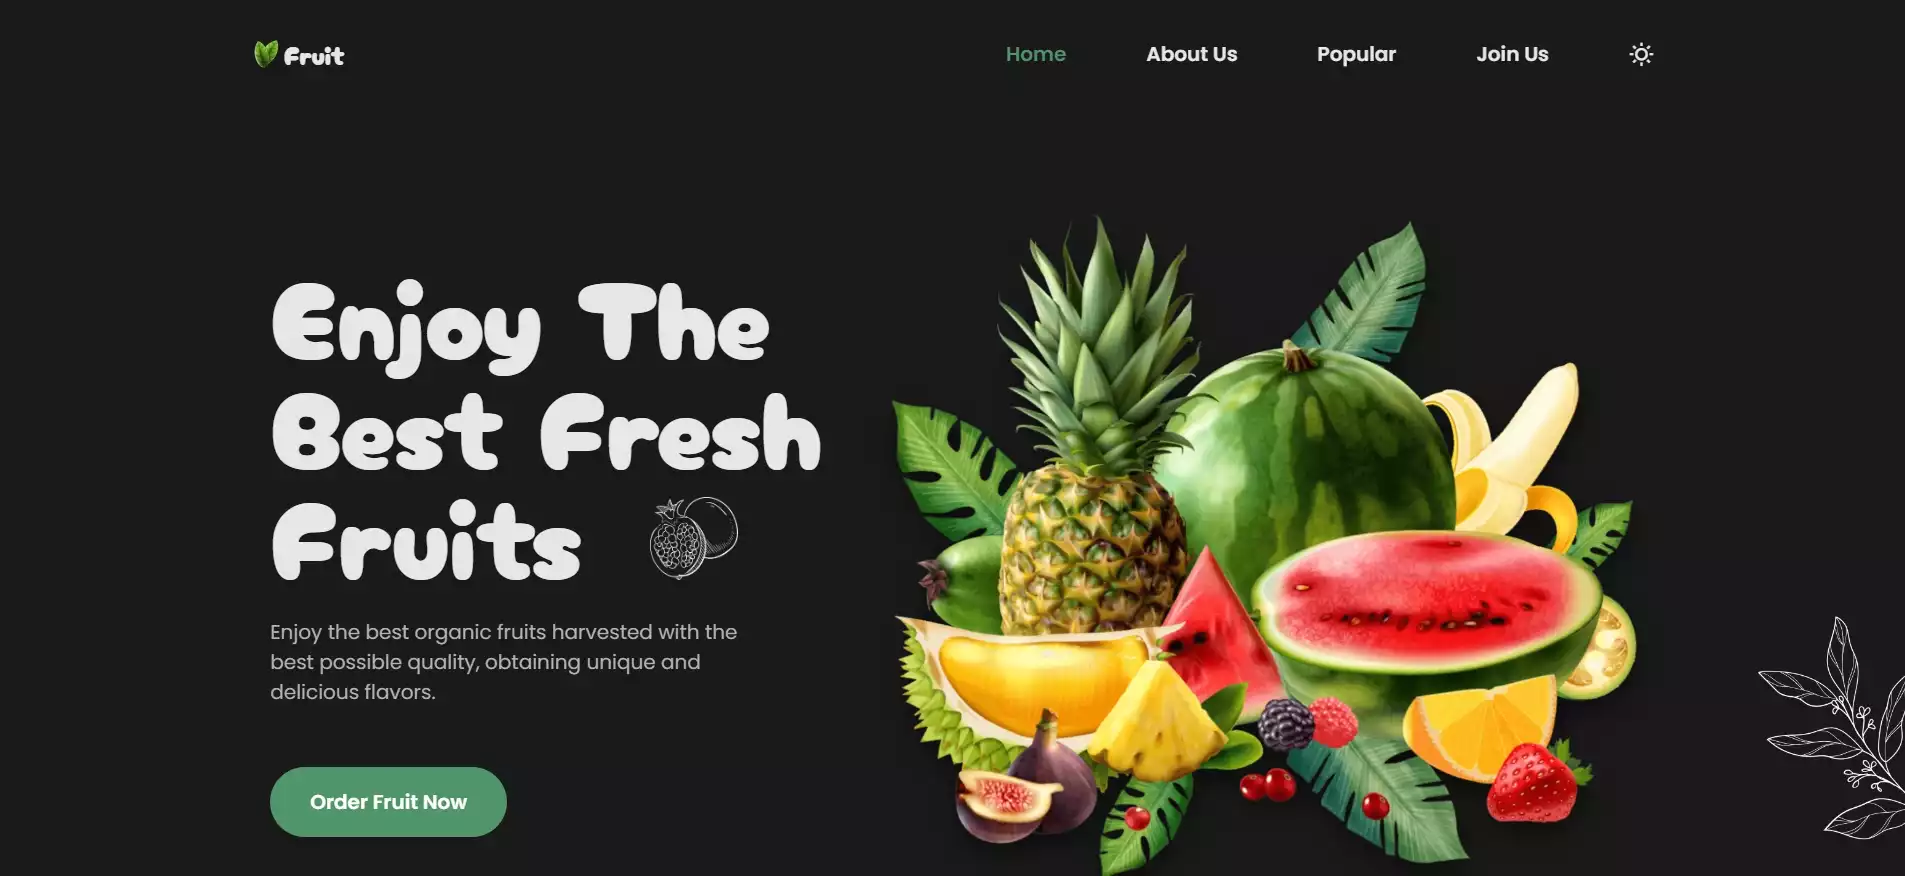 Fruit
Home
About Us
Popular
Join Us
Enjoy The
Best Fresh
Fruits
Enjoy the best organic fruits harvested with the
best possible quality, obtaining unique and
delicious flavors.
Order Fruit Now